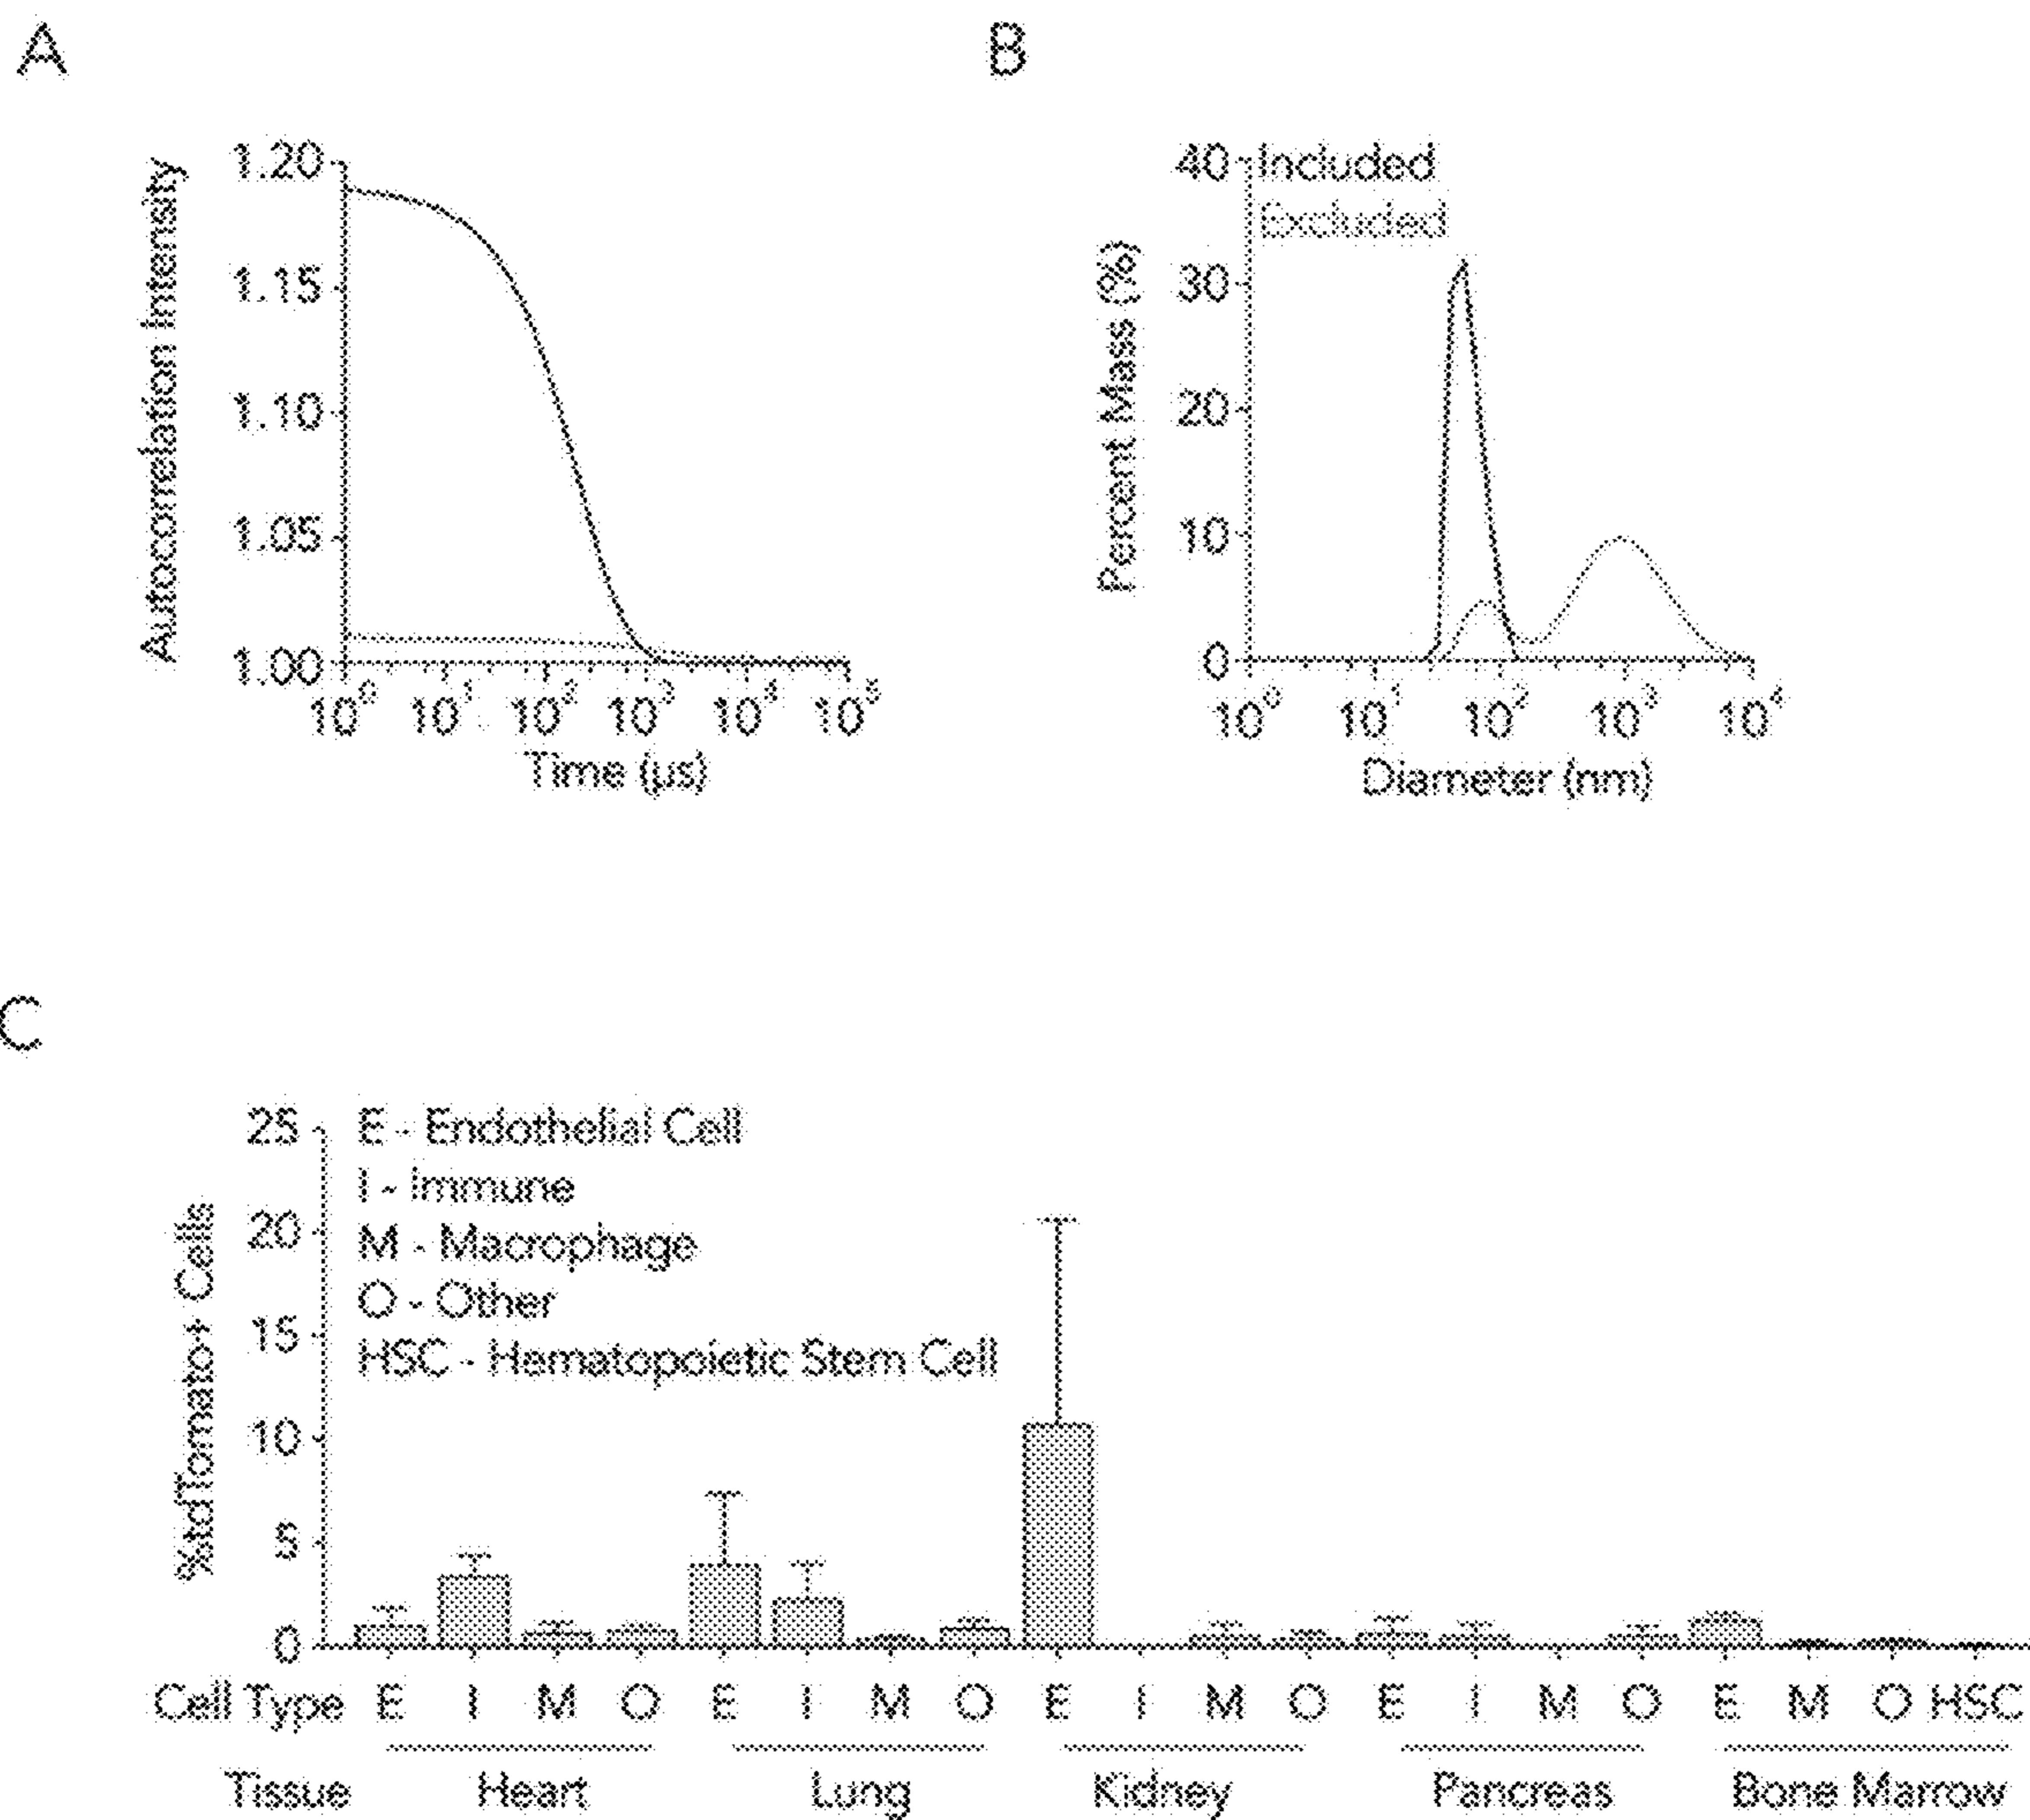 A
Autocorrelation Intensity
1.20
1.15
1.10
1.05
1.00
10⁰ 10¹ 10² 10³ 10⁴ 10⁵
Time (µs)
B
Percent Mass (%)
40
30
20
10
0
Included
Excluded
10⁰ 10¹ 10² 10³ 10⁴
Diameter (nm)
C
%tdTomato+ Cells
25
20
15
10
5
0
E - Endothelial Cell
I - Immune
M - Macrophage
O - Other
HSC - Hematopoietic Stem Cell
Cell Type E I M O E I M O E I M O E I M O E M O HSC
Tissue Heart Lung Kidney Pancreas Bone Marrow